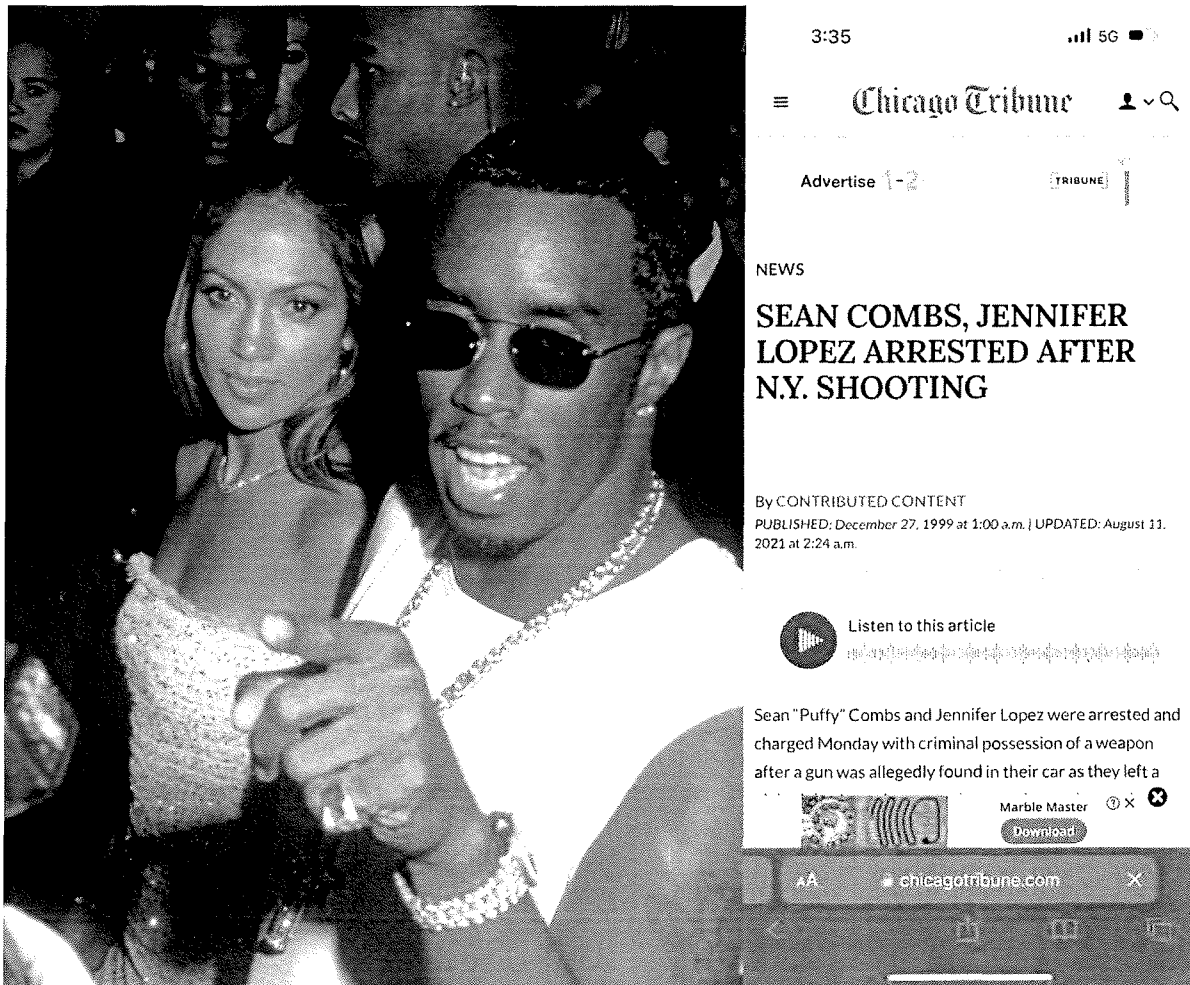 3:35
5G
Chicago Tribune
Advertise 1-2
TRIBUNE
NEWS
SEAN COMBS, JENNIFER
LOPEZ ARRESTED AFTER
N.Y. SHOOTING
By CONTRIBUTED CONTENT
PUBLISHED: December 27, 1999 at 1:00 a.m. | UPDATED: August 11,
2021 at 2:24 a.m.
Listen to this article
Sean "Puffy" Combs and Jennifer Lopez were arrested and
charged Monday with criminal possession of a weapon
after a gun was allegedly found in their car as they left a
Marble Master
Download
AA chicagotribune.com